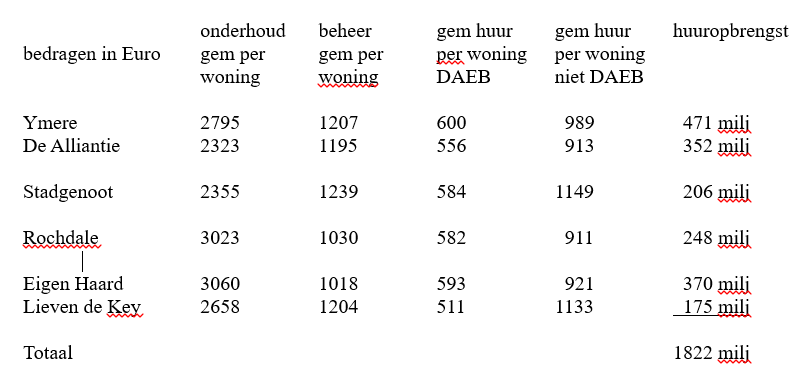 onderhoud beheer gem huur gem huur huuropbrengst
bedragen in Euro gem per gem per per woning per woning
woning woning DAEB niet DAEB
Ymere 2795 1207 600 989 471 milj
De Alliantie 2323 1195 556 913 352 milj
Stadgenoot 2355 1239 584 1149 206 milj
Rochdale 3023 1030 582 911 248 milj
Eigen Haard 3060 1018 593 921 370 milj
Lieven de Key 2658 1204 511 1133 175 milj
Totaal 1822 milj